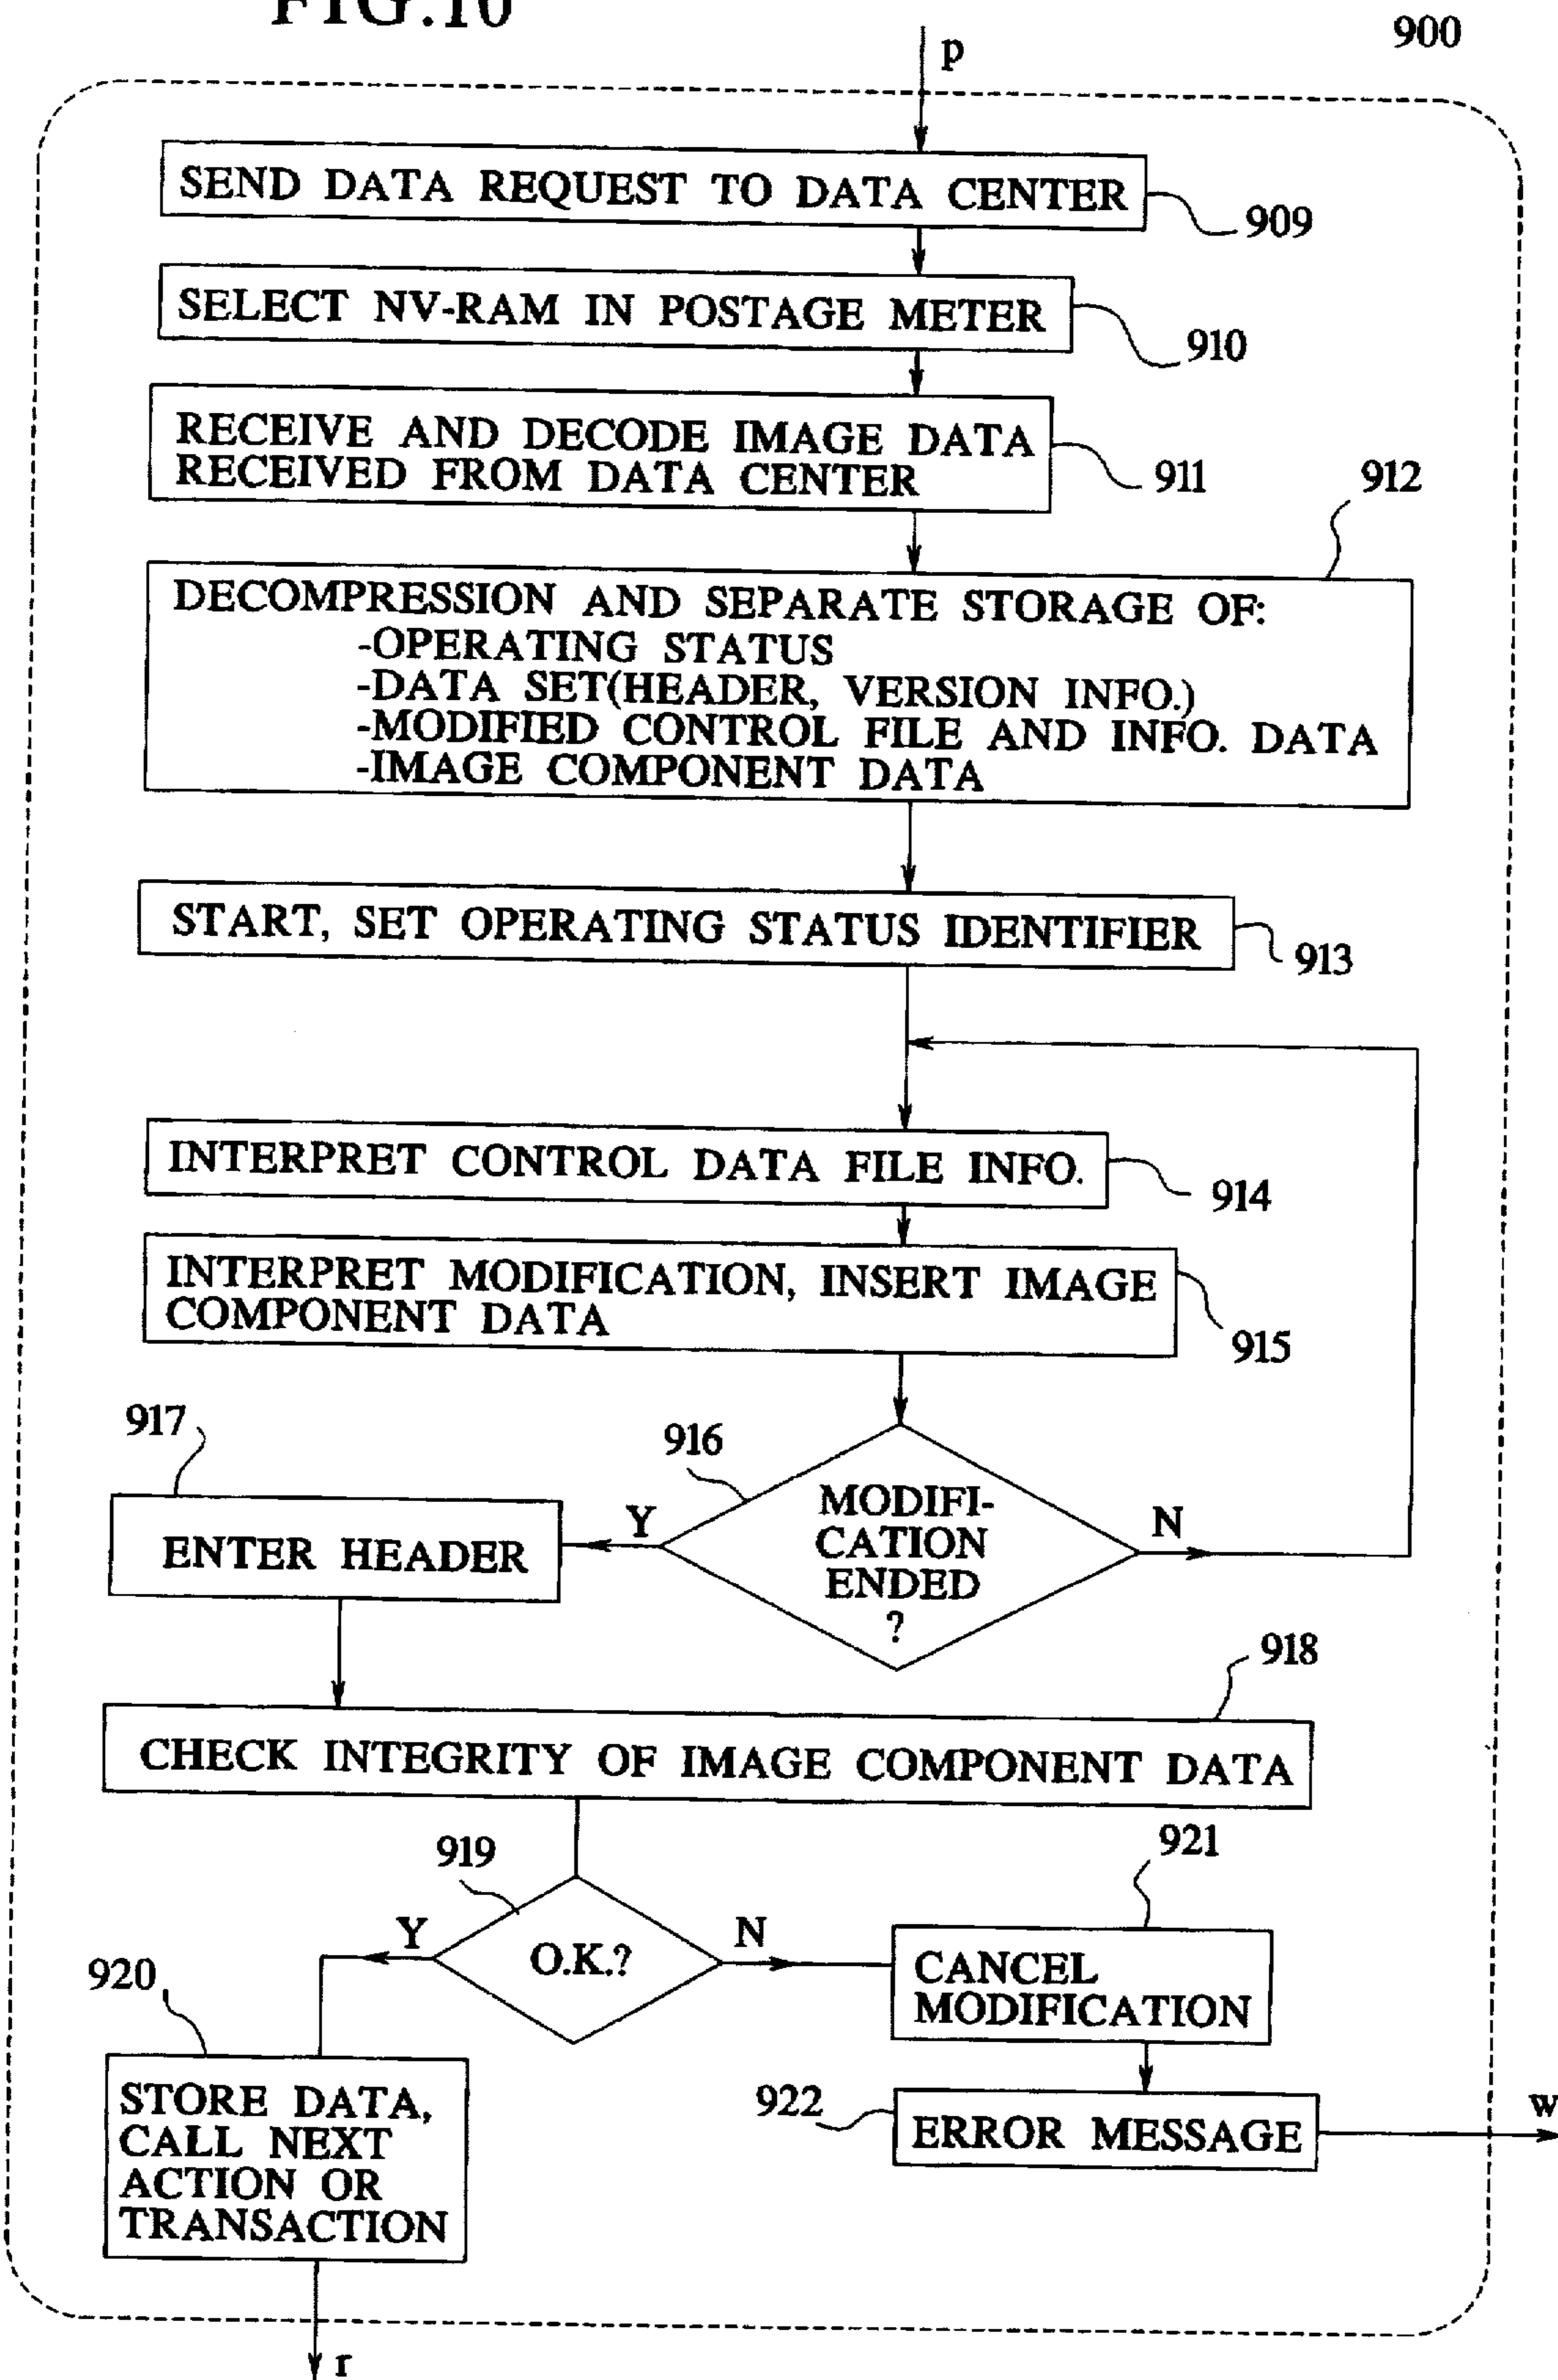 FIG.10
900
p
SEND DATA REQUEST TO DATA CENTER
909
SELECT NV-RAM IN POSTAGE METER
910
RECEIVE AND DECODE IMAGE DATA
RECEIVED FROM DATA CENTER
911
912
DECOMPRESSION AND SEPARATE STORAGE OF:
-OPERATING STATUS
-DATA SET(HEADER, VERSION INFO.)
-MODIFIED CONTROL FILE AND INFO. DATA
-IMAGE COMPONENT DATA
START, SET OPERATING STATUS IDENTIFIER
913
INTERPRET CONTROL DATA FILE INFO.
914
INTERPRET MODIFICATION, INSERT IMAGE
COMPONENT DATA
915
917
916
MODIFI-
CATION
ENDED
?
Y
N
ENTER HEADER
918
CHECK INTEGRITY OF IMAGE COMPONENT DATA
919
921
Y
O.K.?
N
920
CANCEL
MODIFICATION
STORE DATA,
CALL NEXT
ACTION OR
TRANSACTION
922
ERROR MESSAGE
w
r